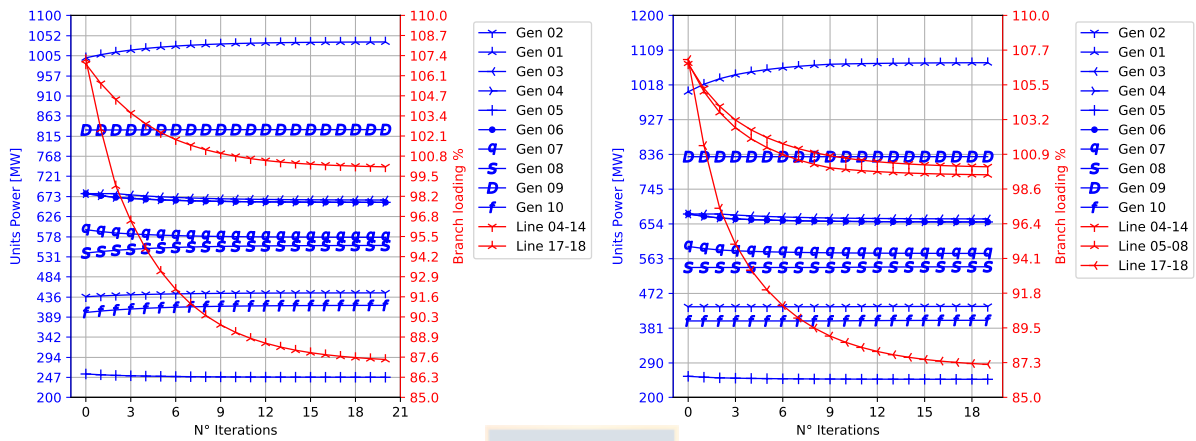 1100
1052
1005
957
910
863
815
768
721
673
626
578
531
484
436
389
342
294
247
200
Units Power [MW]
0 3 6 9 12 15 18 21
N° Iterations
110.0
108.7
107.4
106.1
104.7
103.4
102.1
100.8
99.5
98.2
96.8
95.5
94.2
92.9
91.6
90.3
88.9
87.6
86.3
85.0
Branch loading %
Gen 02
Gen 01
Gen 03
Gen 04
Gen 05
Gen 06
Gen 07
Gen 08
Gen 09
Gen 10
Line 04-14
Line 17-18
1200
1109
1018
927
836
745
654
563
472
381
290
200
Units Power [MW]
0 3 6 9 12 15 18
N° Iterations
110.0
107.7
105.5
103.2
100.9
98.6
96.4
94.1
91.8
89.5
87.3
85.0
Branch loading %
Gen 02
Gen 01
Gen 03
Gen 04
Gen 05
Gen 06
Gen 07
Gen 08
Gen 09
Gen 10
Line 04-14
Line 05-08
Line 17-18